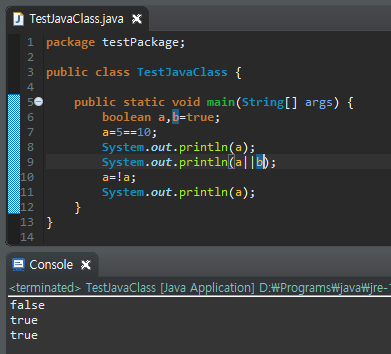 TestJavaClass.java
1 package testPackage;
2
3 public class TestJavaClass {
4
5 public static void main(String[] args) {
6 boolean a,b=true;
7 a=5==10;
8 System.out.println(a);
9 System.out.println(a||b);
10 a=!a;
11 System.out.println(a);
12 }
13 }
14
Console
<terminated> TestJavaClass [Java Application] D:₩Programs₩java₩jre-1
false
true
true